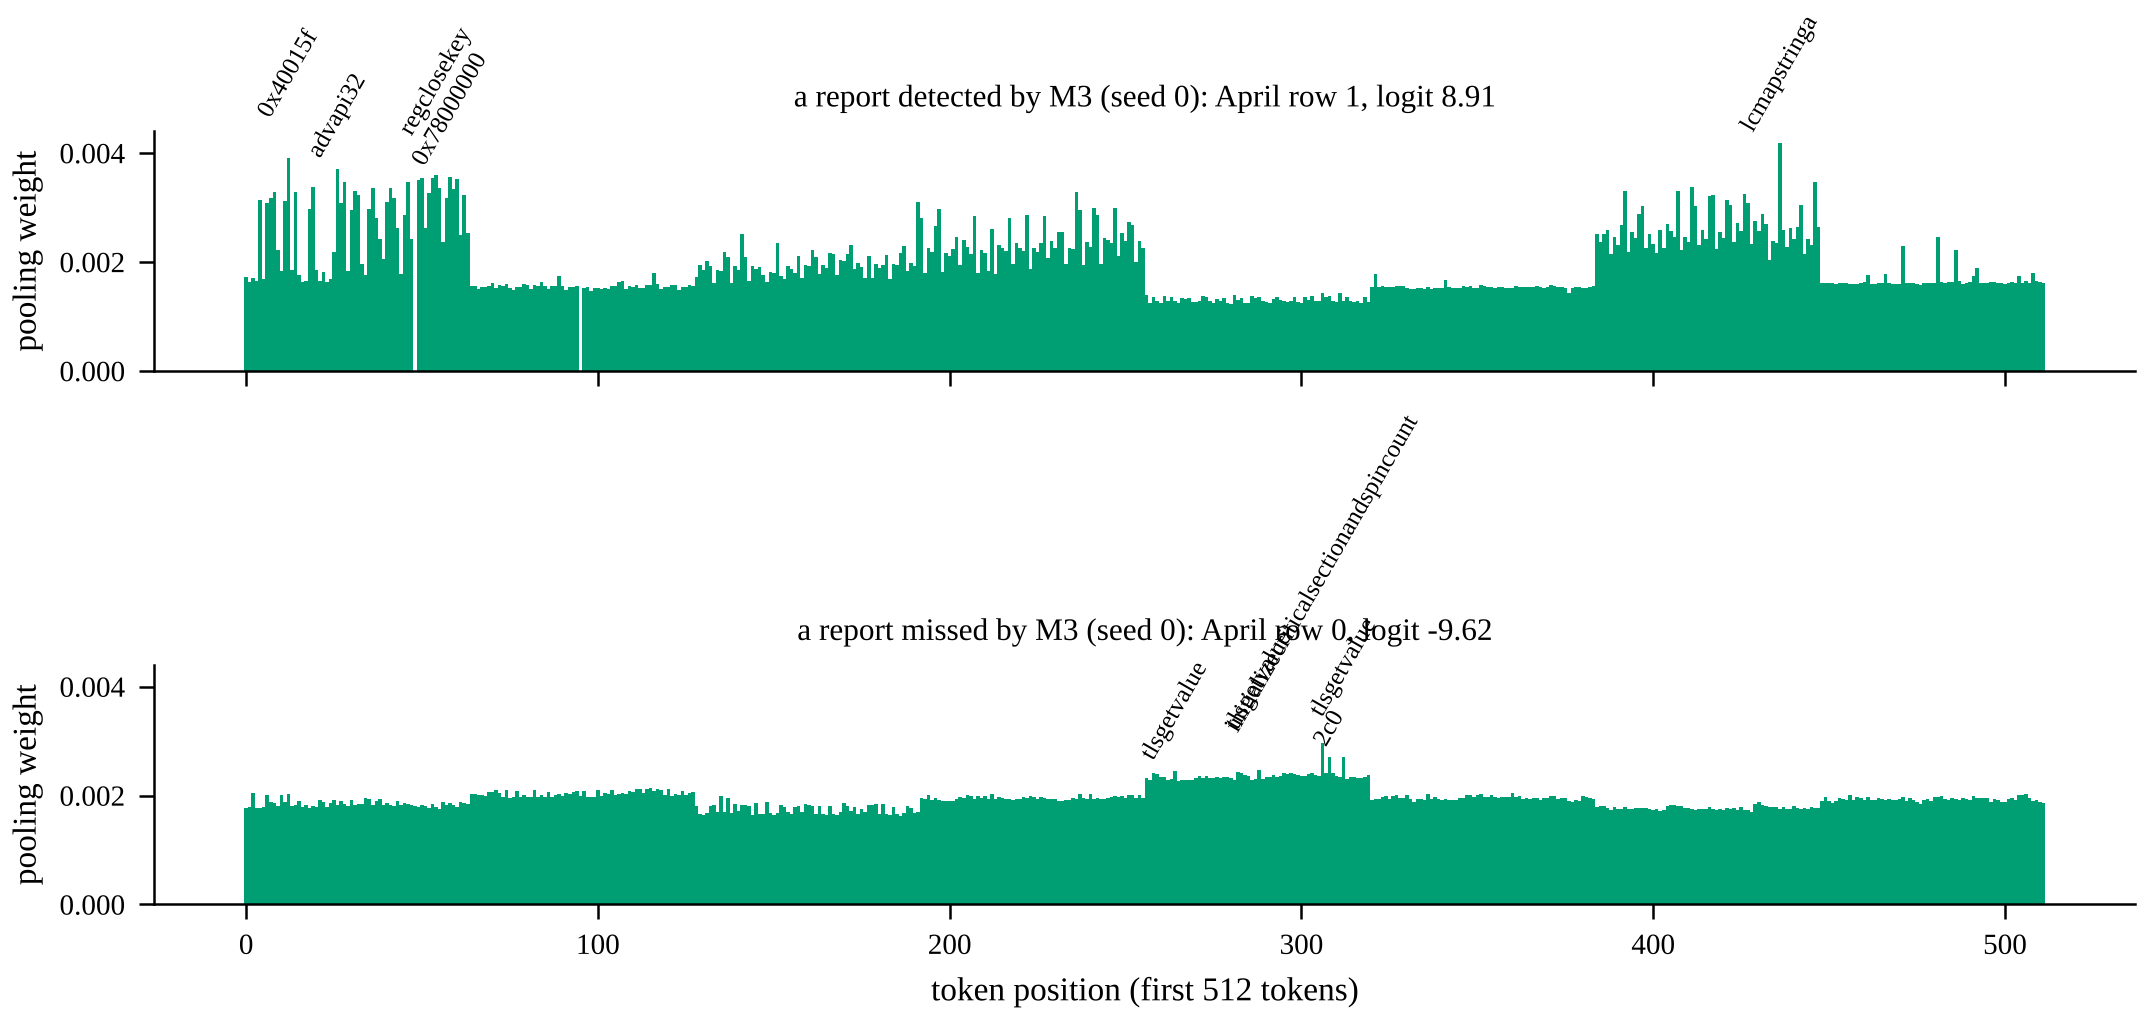 0x40015f
advapi32
regclosekey
0x78000000
lcmapstringa
a report detected by M3 (seed 0): April row 1, logit 8.91
pooling weight
0.004
0.002
0.000
a report missed by M3 (seed 0): April row 0, logit -9.62
tlsgetvalue
tlsgetvalue
2c0
pooling weight
0.004
0.002
0.000
0
100
200
300
400
500
token position (first 512 tokens)